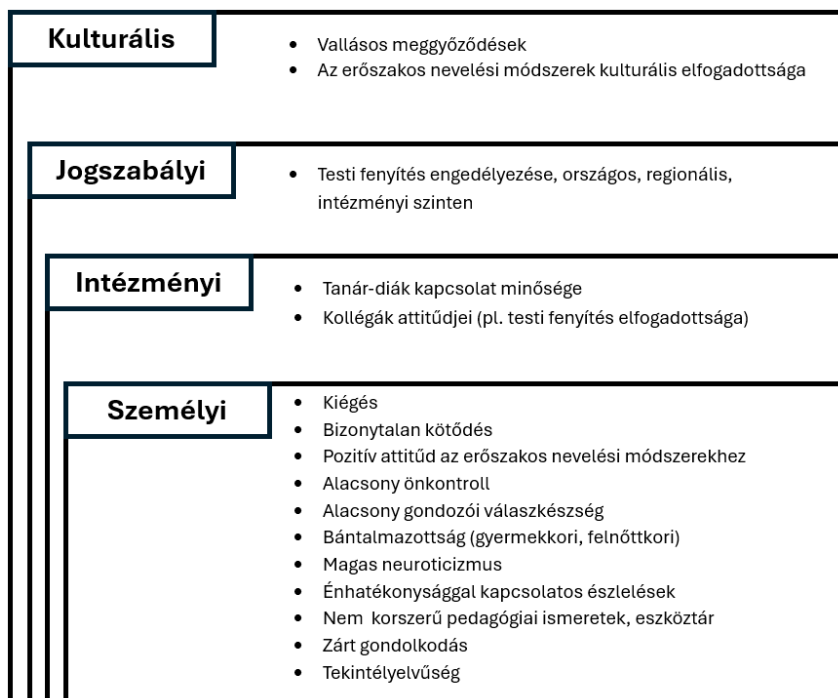 Kulturális
• Vallásos meggyőződések
• Az erőszakos nevelési módszerek kulturális elfogadottsága
Jogszabályi
• Testi fenyítés engedélyezése, országos, regionális,
intézményi szinten
Intézményi
• Tanár-diák kapcsolat minősége
• Kollégák attitűdjei (pl. testi fenyítés elfogadottsága)
Személyi
• Kiégés
• Bizonytalan kötődés
• Pozitív attitűd az erőszakos nevelési módszerekhez
• Alacsony önkontroll
• Alacsony gondozói válaszkészség
• Bántalmazottság (gyermekkori, felnőttkori)
• Magas neuroticizmus
• Énhatékonysággal kapcsolatos észlelések
• Nem korszerű pedagógiai ismeretek, eszköztár
• Zárt gondolkodás
• Tekintélyelvűség